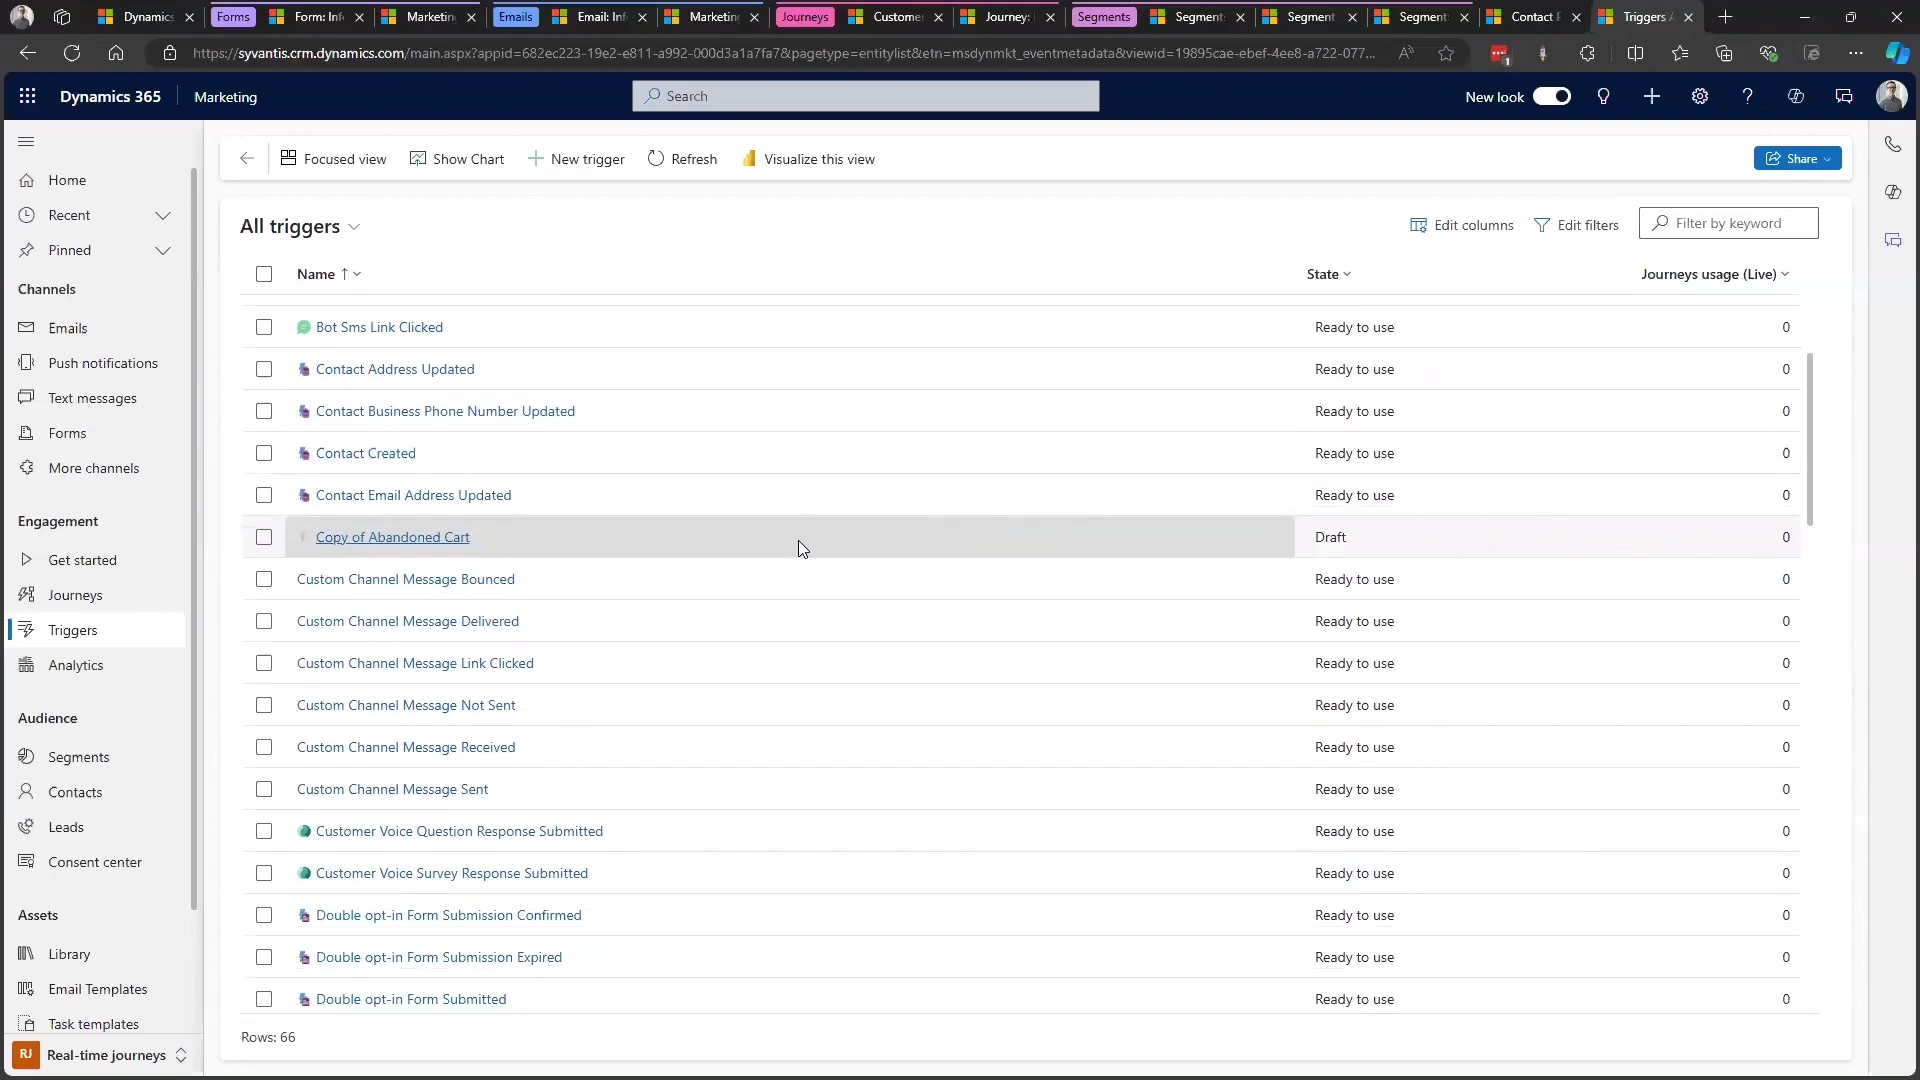 Dynamics
Forms
Form: Inf
Marketing
Emails
Email: Inf
Marketing
Journeys
Customer
Journey:
Segments
Segment
Segment
Segment
Contact F
Triggers A
https://syvantis.crm.dynamics.com/main.aspx?appid=682ec223-19e2-e811-a992-000d3a1a7fa7&pagetype=entitylist&etn=msdynmkt_eventmetadata&viewid=19895cae-ebef-4ee8-a722-077...
1
Dynamics 365
Marketing
Search
New look
Focused view
Show Chart
New trigger
Refresh
Visualize this view
Share
Home
Recent
Pinned
Channels
Emails
Push notifications
Text messages
Forms
More channels
Engagement
Get started
Journeys
Triggers
Analytics
Audience
Segments
Contacts
Leads
Consent center
Assets
Library
Email Templates
Task templates
RJ Real-time journeys
All triggers
Edit columns
Edit filters
Filter by keyword
Name State Journeys usage (Live)
Bot Sms Link Clicked Ready to use 0
Contact Address Updated Ready to use 0
Contact Business Phone Number Updated Ready to use 0
Contact Created Ready to use 0
Contact Email Address Updated Ready to use 0
Copy of Abandoned Cart Draft 0
Custom Channel Message Bounced Ready to use 0
Custom Channel Message Delivered Ready to use 0
Custom Channel Message Link Clicked Ready to use 0
Custom Channel Message Not Sent Ready to use 0
Custom Channel Message Received Ready to use 0
Custom Channel Message Sent Ready to use 0
Customer Voice Question Response Submitted Ready to use 0
Customer Voice Survey Response Submitted Ready to use 0
Double opt-in Form Submission Confirmed Ready to use 0
Double opt-in Form Submission Expired Ready to use 0
Double opt-in Form Submitted Ready to use 0
Rows: 66